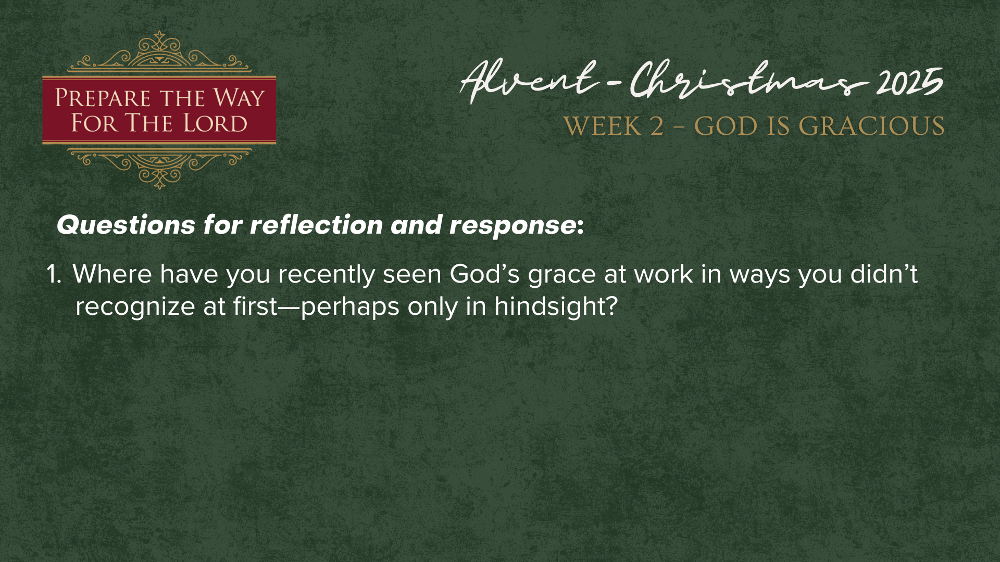 Prepare the Way
For The Lord
Advent - Christmas 2025
WEEK 2 – GOD IS GRACIOUS
Questions for reflection and response:
1. Where have you recently seen God’s grace at work in ways you didn’t
recognize at first—perhaps only in hindsight?